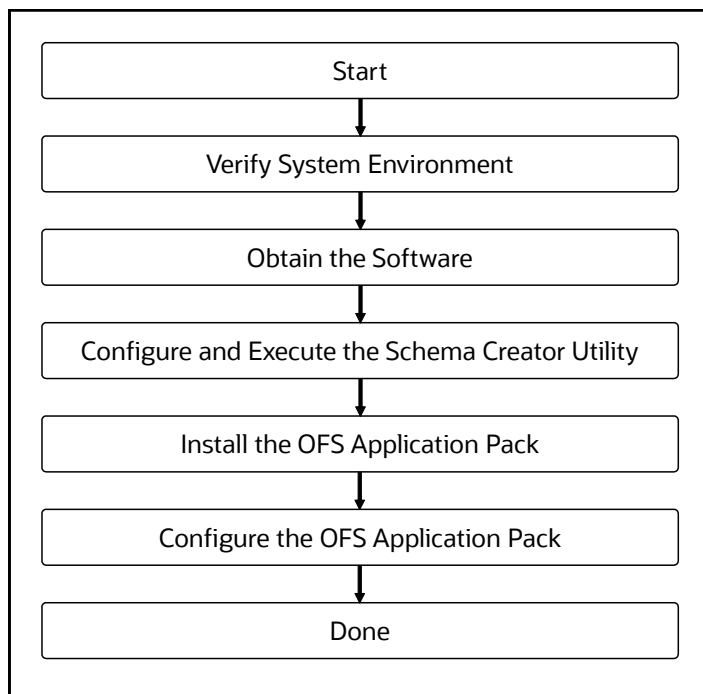 Start
Verify System Environment
Obtain the Software
Configure and Execute the Schema Creator Utility
Install the OFS Application Pack
Configure the OFS Application Pack
Done